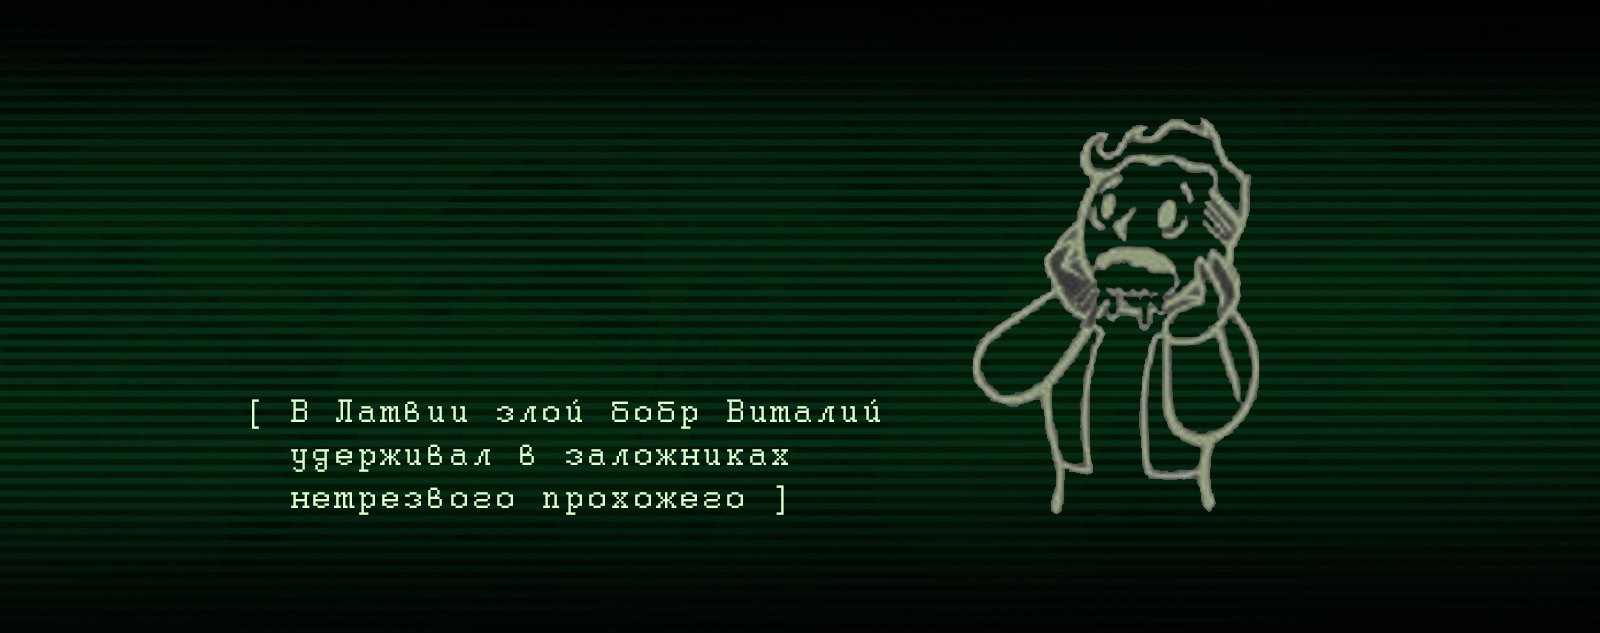 [ В Латвии злой бобр Виталий
удерживал в заложниках
нетрезвого прохожего ]